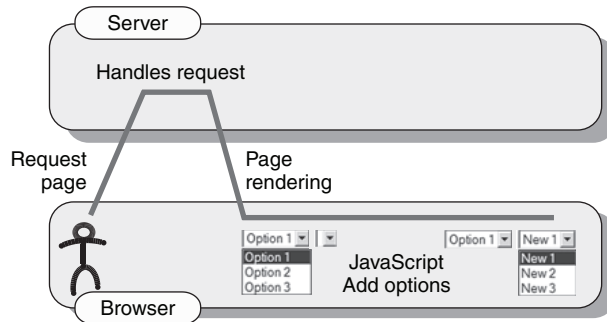 Server
Handles request
Request
page
Page
rendering
Option 1
Option 1
Option 2
Option 3
JavaScript
Add options
Option 1 New 1
New 1
New 2
New 3
Browser